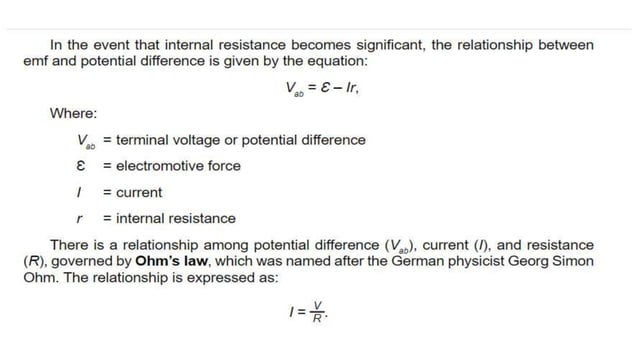 In the event that internal resistance becomes significant, the relationship between
emf and potential difference is given by the equation:
V_ab = Ɛ – Ir,
Where:
V_ab = terminal voltage or potential difference
Ɛ = electromotive force
I = current
r = internal resistance
There is a relationship among potential difference (V_ab), current (I), and resistance
(R), governed by Ohm's law, which was named after the German physicist Georg Simon
Ohm. The relationship is expressed as:
I = V/R.